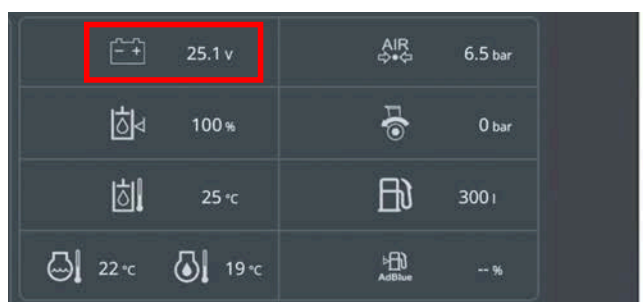 25.1 v
AIR
6.5 bar
100 %
0 bar
25 °C
300 l
22 °C 19 °C
AdBlue
-- %